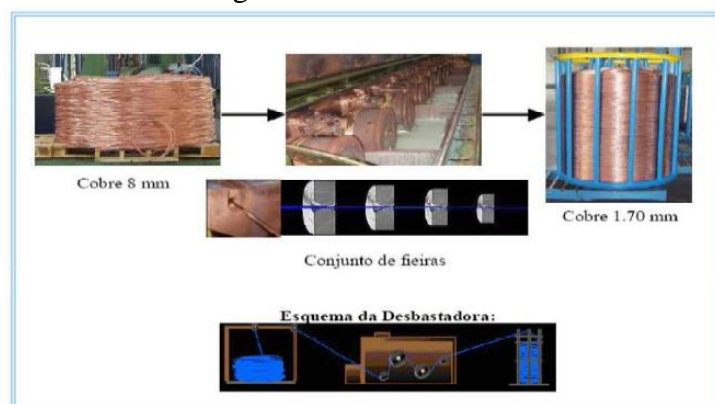 Cobre 8 mm
Cobre 1.70 mm
Conjunto de fieiras
Esquema da Desbastadora: